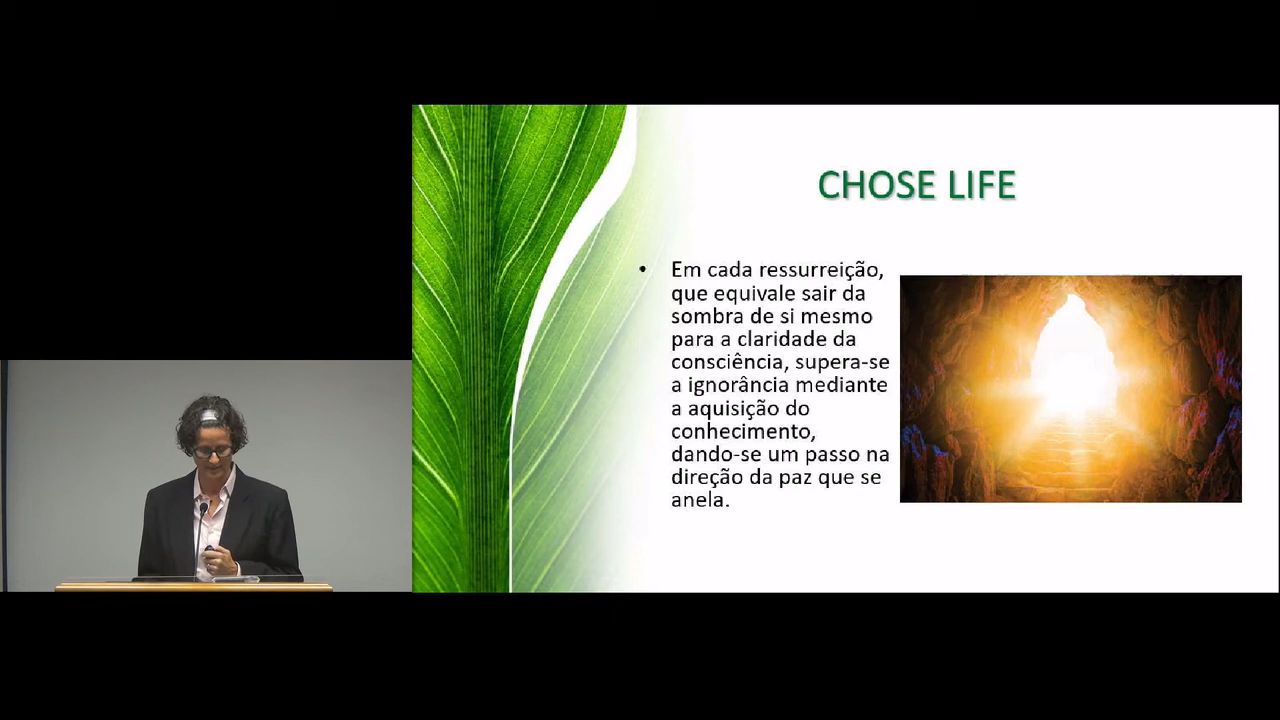 CHOSE LIFE
• Em cada ressurreição,
que equivale sair da
sombra de si mesmo
para a claridade da
consciência, supera-se
a ignorância mediante
a aquisição do
conhecimento,
dando-se um passo na
direção da paz que se
anela.